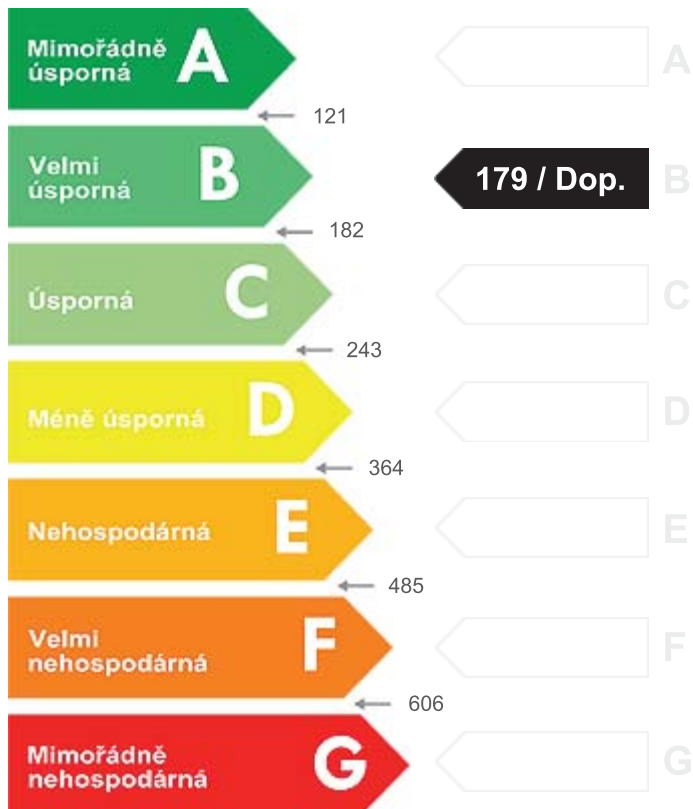 Mimořádně
úsporná
A
A
121
Velmi
úsporná
B
179 / Dop.
B
182
Úsporná
C
C
243
Méně úsporná
D
D
364
Nehospodárná
E
E
485
Velmi
nehospodárná
F
F
606
Mimořádně
nehospodárná
G
G